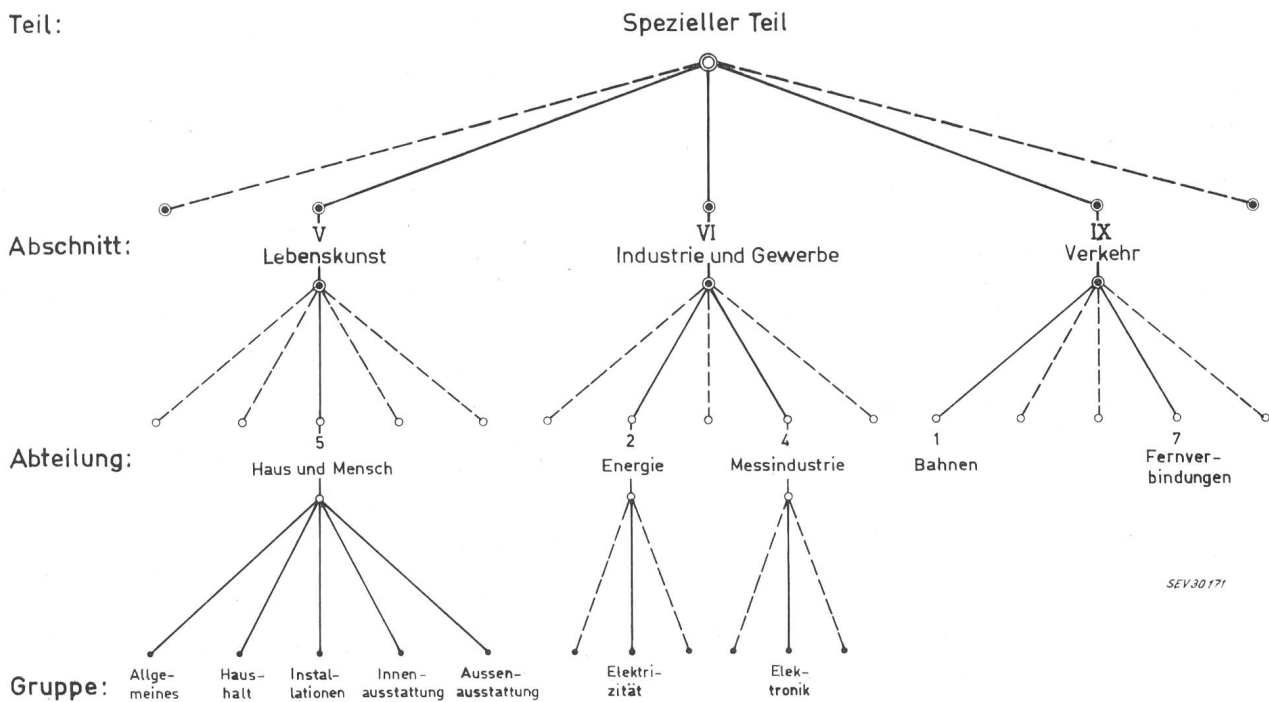 Teil:
Spezieller Teil
Abschnitt:
V
Lebenskunst
VI
Industrie und Gewerbe
IX
Verkehr
Abteilung:
5
Haus und Mensch
2
Energie
4
Messindustrie
1
Bahnen
7
Fernver-
bindungen
SEV30171
Gruppe:
Allge-
meines
Haus-
halt
Instal-
lationen
Innen-
ausstattung
Aussen-
ausstattung
Elektri-
zität
Elek-
tronik